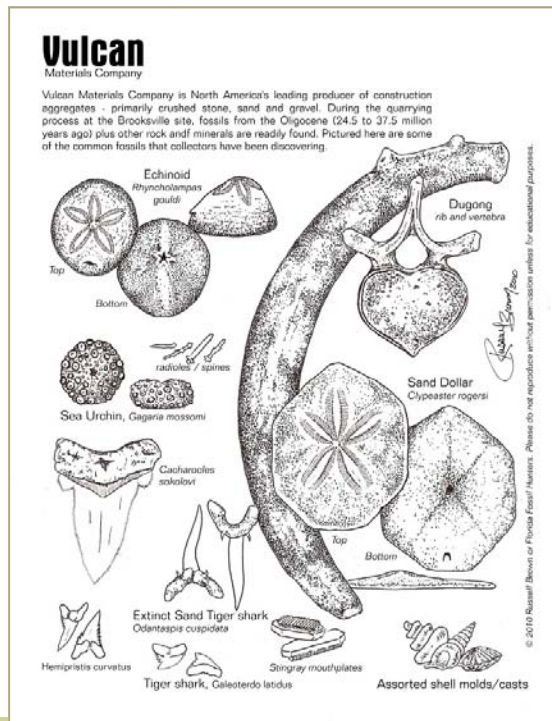 Vulcan
Materials Company
Vulcan Materials Company is North America's leading producer of construction
aggregates - primarily crushed stone, sand and gravel. During the quarrying
process at the Brooksville site, fossils from the Oligocene (24.5 to 37.5 million
years ago) plus other rock andf minerals are readily found. Pictured here are some
of the common fossils that collectors have been discovering.
Echinoid
Rhyncholampas
gouldi
Top
Bottom
Dugong
rib and vertebra
radioles / spines
Sea Urchin, Gagaria mossomi
Sand Dollar
Clypeaster rogersi
Top
Bottom
Cacharocles
sokolovi
Extinct Sand Tiger shark
Odantaspis cuspidata
Hemipristis curvatus
Tiger shark, Galeoterdo latidus
Stingray mouthplates
Assorted shell molds/casts
© 2010 Russell Brown or Florida Fossil Hunters. Please do not reproduce without permission unless for educational purposes.